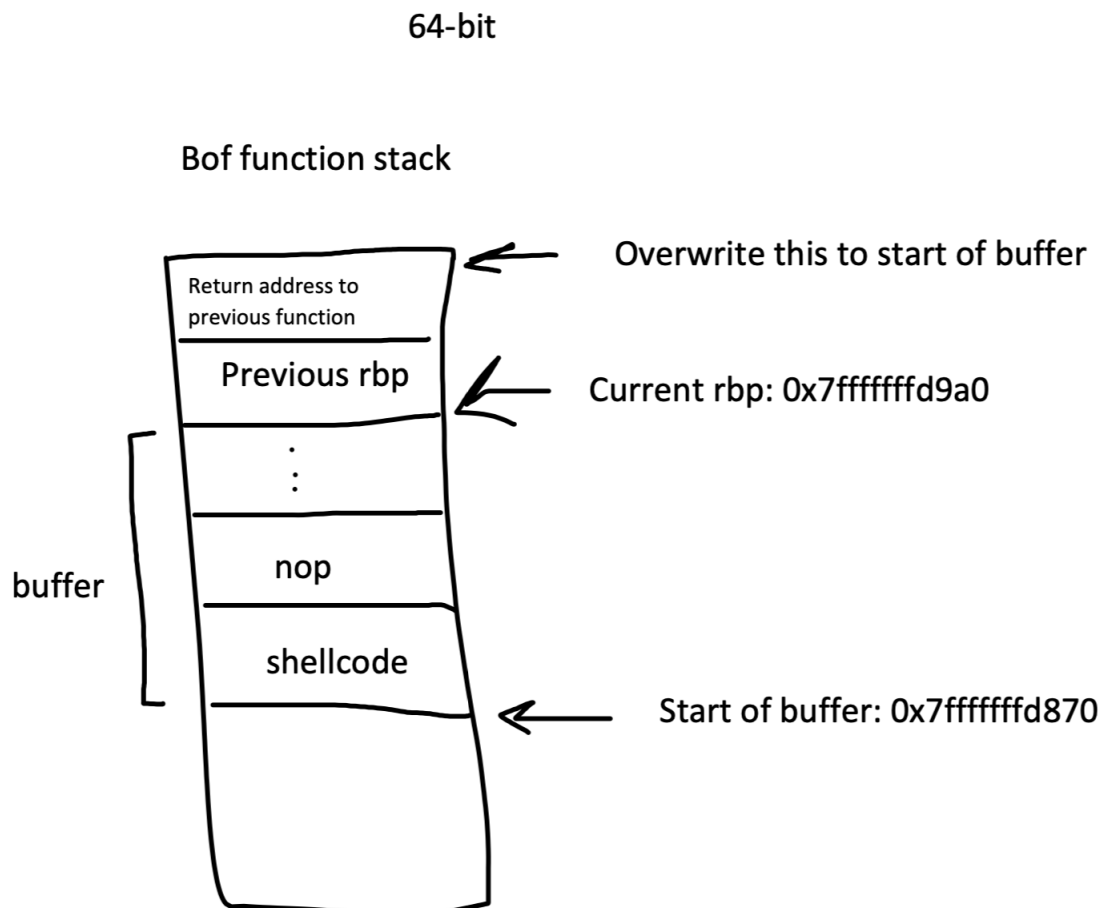 64-bit
Bof function stack
Overwrite this to start of buffer
Return address to
previous function
Previous rbp
Current rbp: 0x7fffffffd9a0
nop
buffer
shellcode
Start of buffer: 0x7fffffffd870